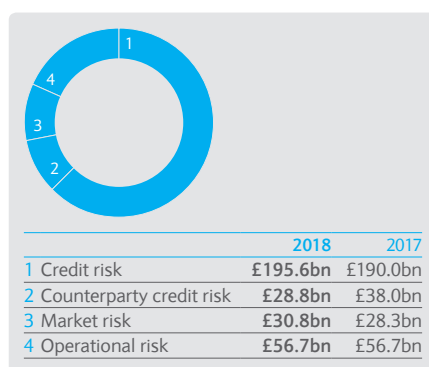 1
4
3
2
2018 2017
1 Credit risk £195.6bn £190.0bn
2 Counterparty credit risk £28.8bn £38.0bn
3 Market risk £30.8bn £28.3bn
4 Operational risk £56.7bn £56.7bn